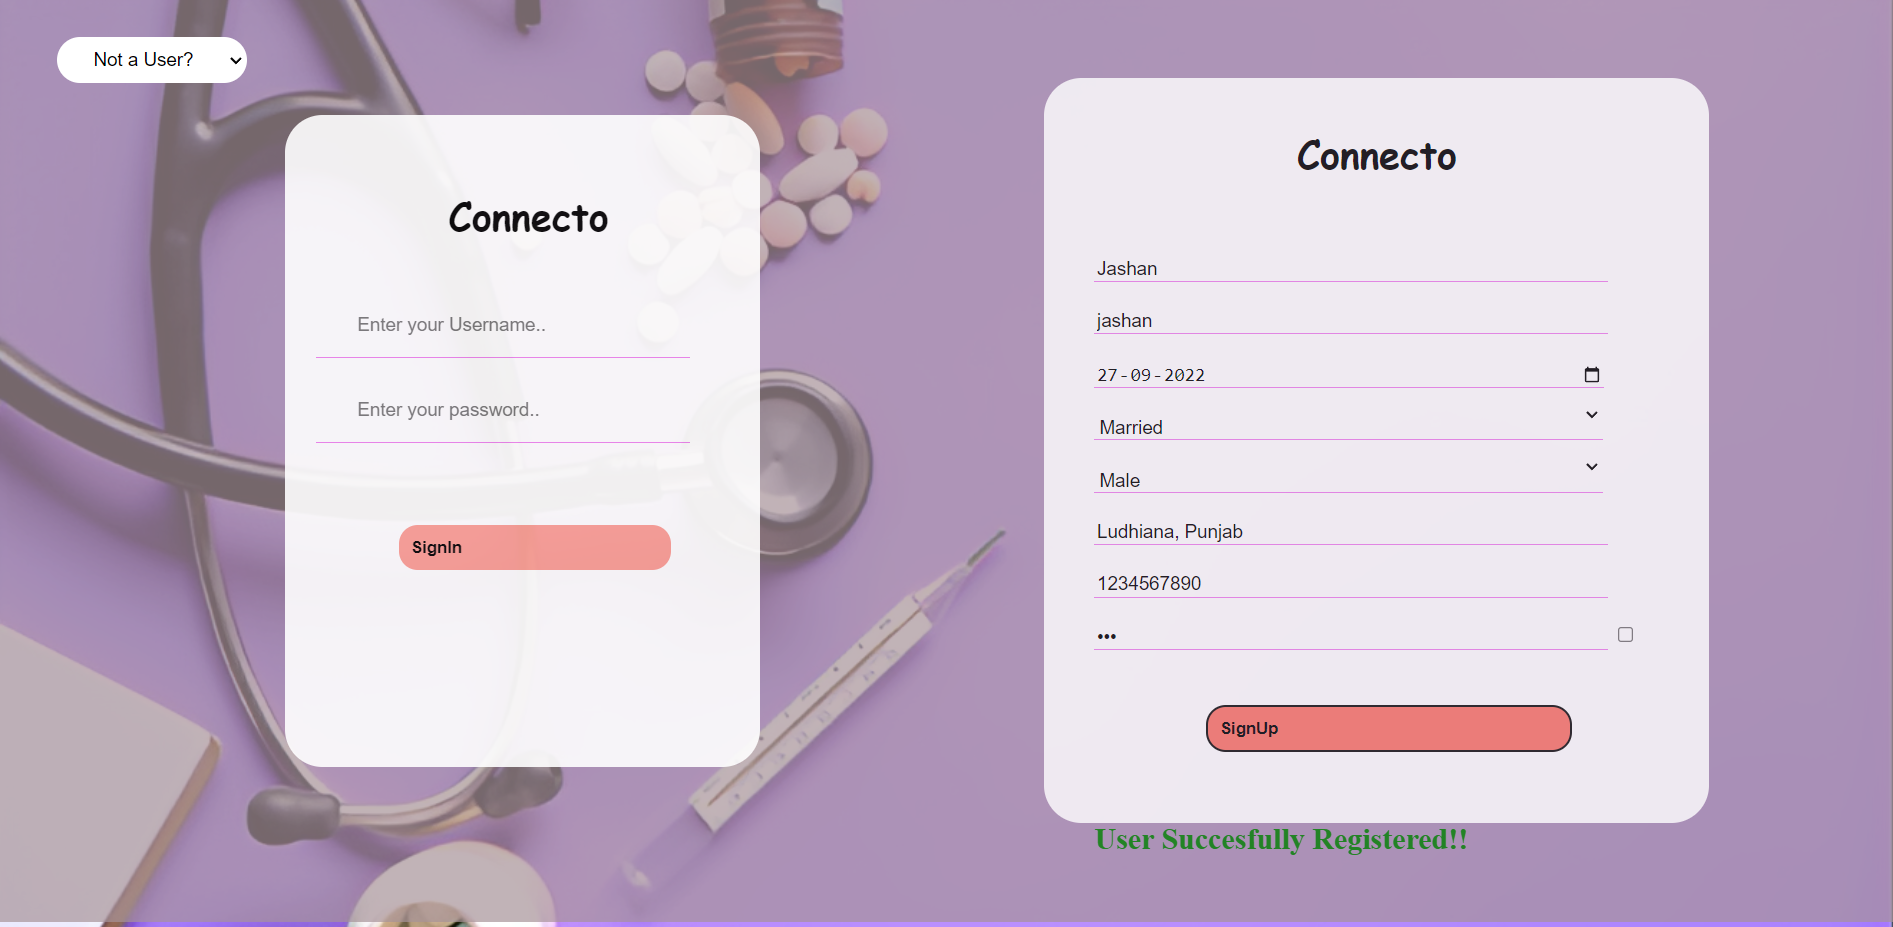 Not a User?
Connecto
Enter your Username..
Enter your password..
SignIn
Connecto
Jashan
jashan
27-09-2022
Married
Male
Ludhiana, Punjab
1234567890
•••
SignUp
User Succesfully Registered!!